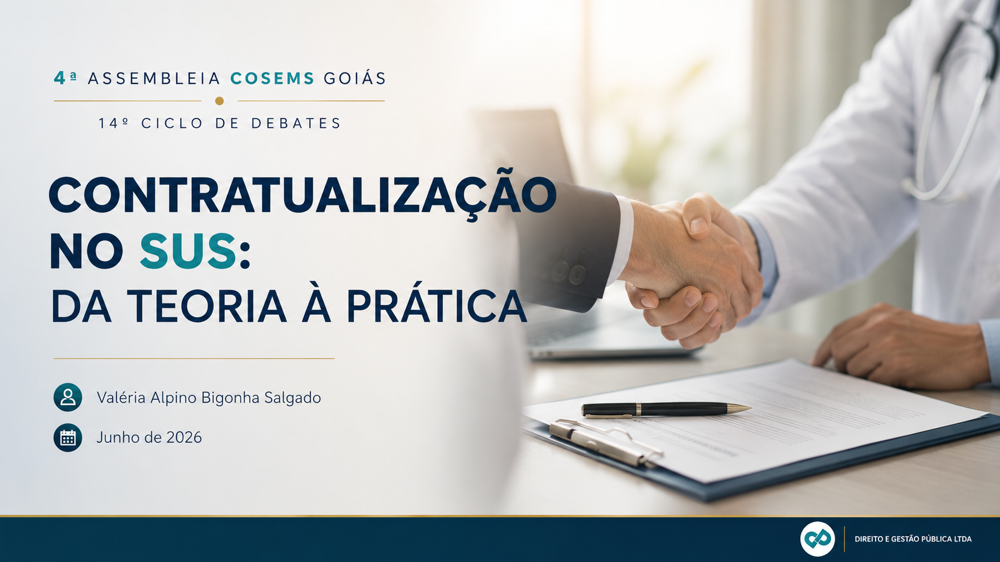 4ª ASSEMBLEIA COSEMS GOIÁS
14º CICLO DE DEBATES
CONTRATUALIZAÇÃO
NO SUS:
DA TEORIA À PRÁTICA
Valéria Alpino Bigonha Salgado
Junho de 2026
DIREITO E GESTÃO PÚBLICA LTDA